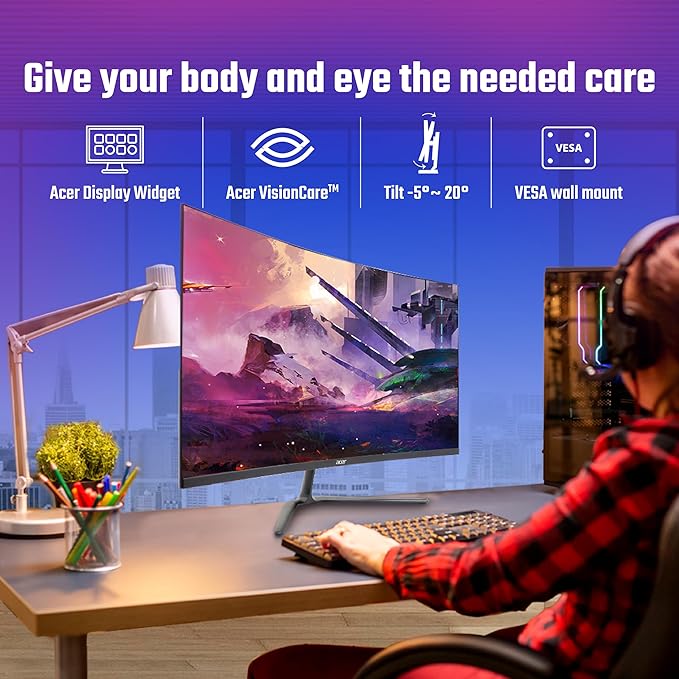 Give your body and eye the needed care
Acer Display Widget
Acer VisionCare™
Tilt -5°~ 20°
VESA
VESA wall mount
acer